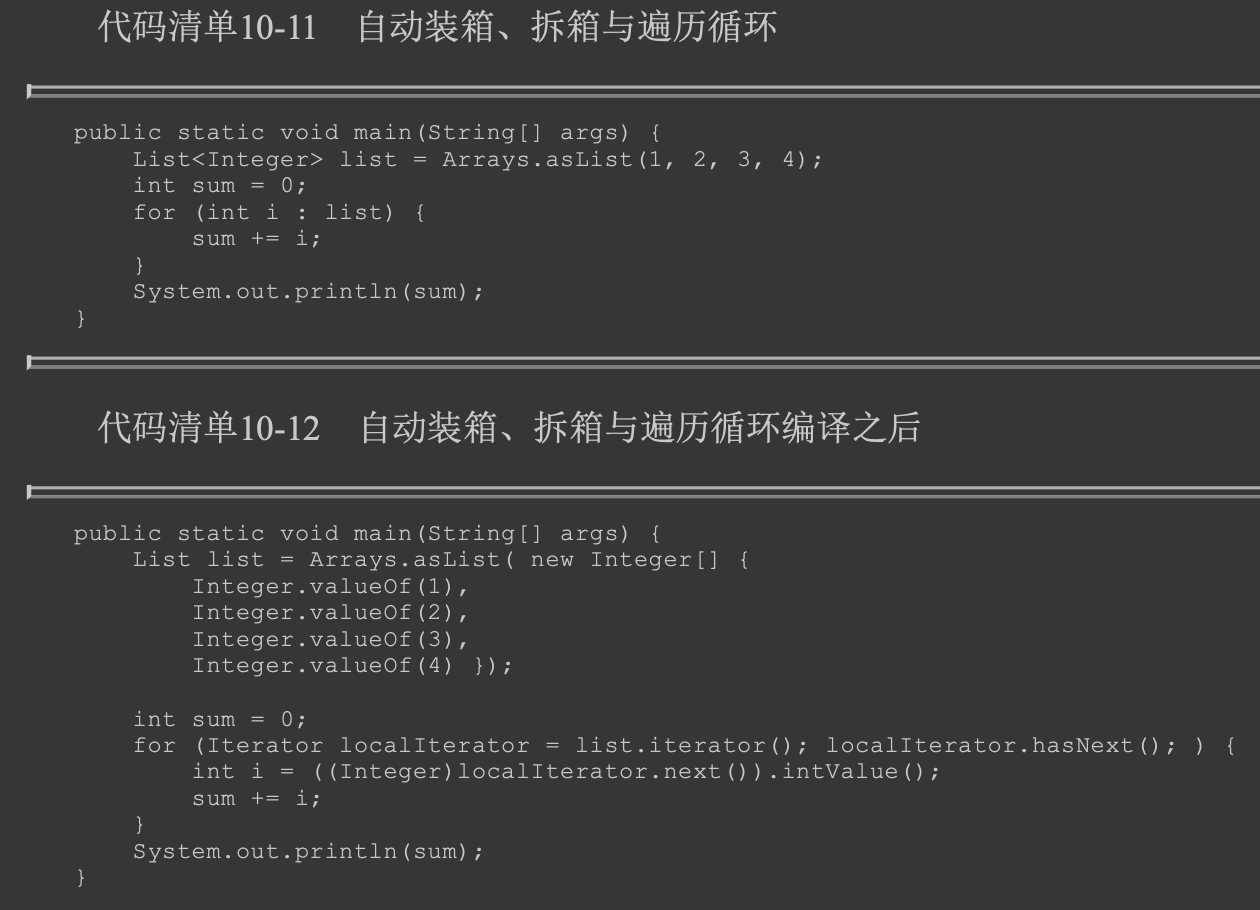 代码清单10-11 自动装箱、拆箱与遍历循环
public static void main(String[] args) {
    List<Integer> list = Arrays.asList(1, 2, 3, 4);
    int sum = 0;
    for (int i : list) {
        sum += i;
    }
    System.out.println(sum);
}
代码清单10-12 自动装箱、拆箱与遍历循环编译之后
public static void main(String[] args) {
    List list = Arrays.asList( new Integer[] {
        Integer.valueOf(1),
        Integer.valueOf(2),
        Integer.valueOf(3),
        Integer.valueOf(4) });
    int sum = 0;
    for (Iterator localIterator = list.iterator(); localIterator.hasNext(); ) {
        int i = ((Integer)localIterator.next()).intValue();
        sum += i;
    }
    System.out.println(sum);
}